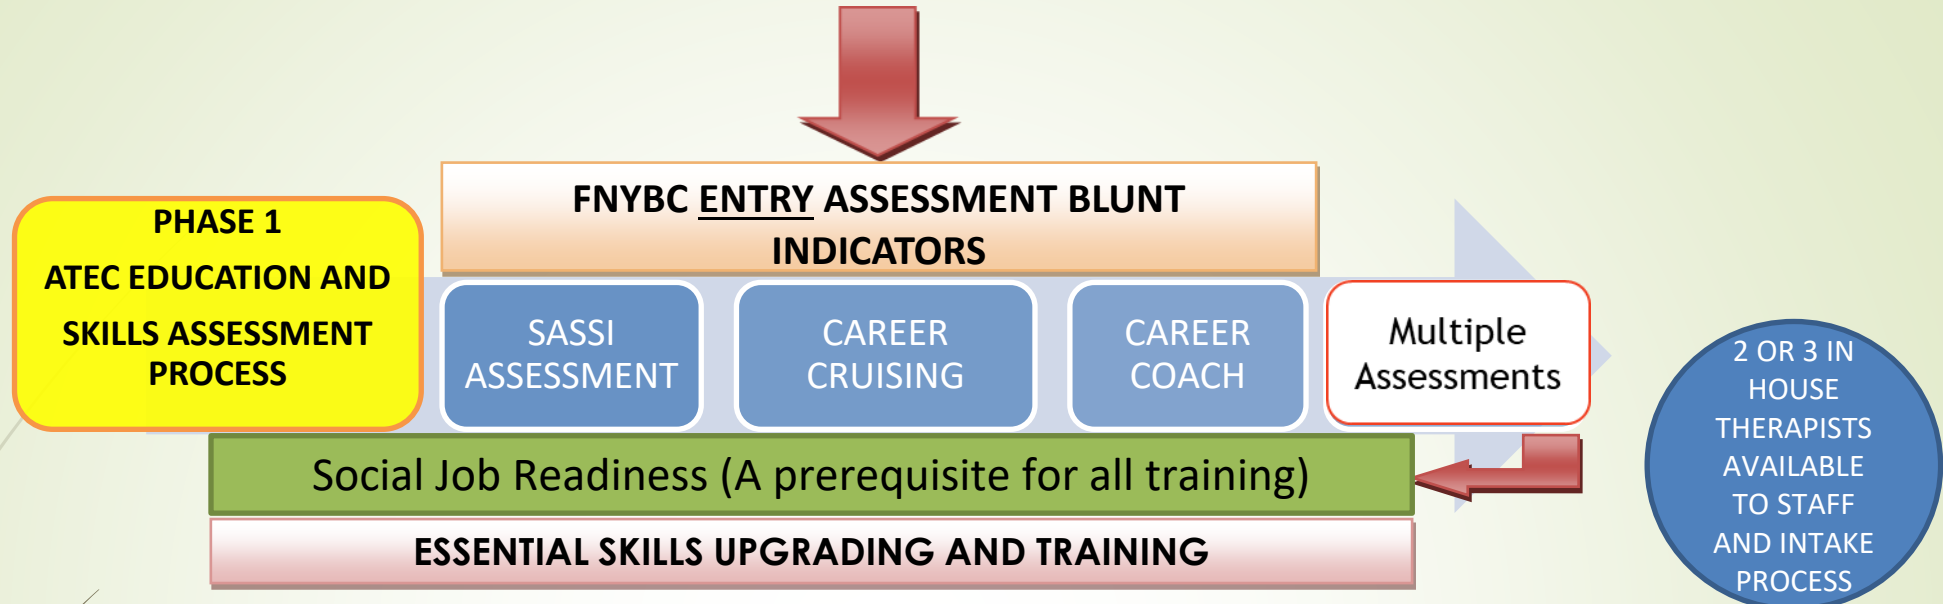 FNYBC ENTRY ASSESSMENT BLUNT
INDICATORS
PHASE 1
ATEC EDUCATION AND
SKILLS ASSESSMENT
PROCESS
SASSI
ASSESSMENT
CAREER
CRUISING
CAREER
COACH
Multiple
Assessments
2 OR 3 IN
HOUSE
THERAPISTS
AVAILABLE
TO STAFF
AND INTAKE
PROCESS
Social Job Readiness (A prerequisite for all training)
ESSENTIAL SKILLS UPGRADING AND TRAINING